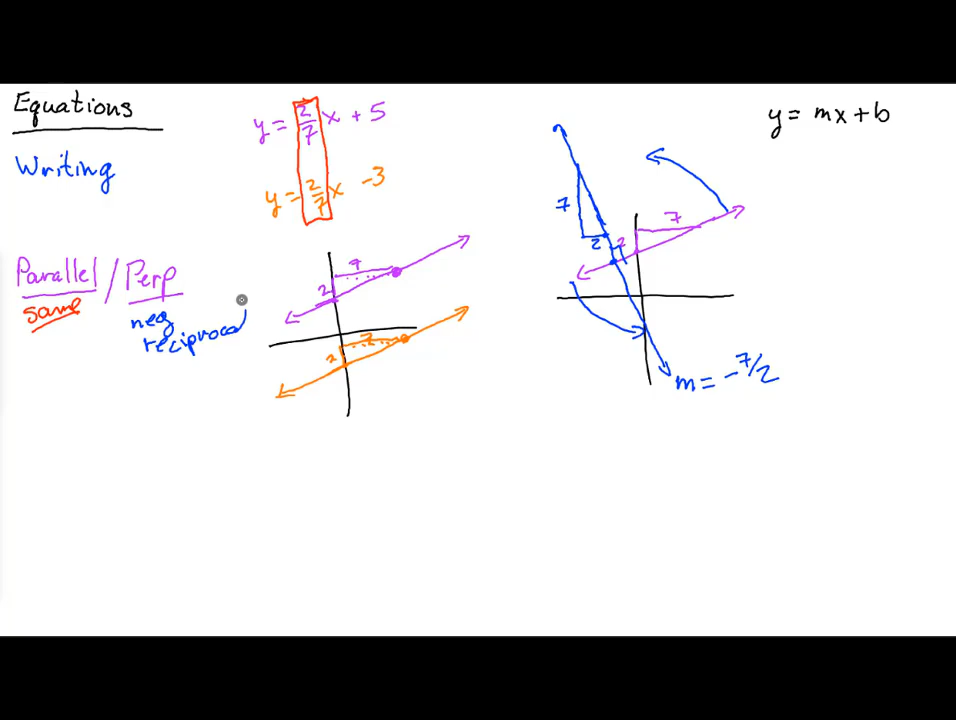 Equations
Writing
Parallel / Perp
same
neg
reciprocal
y = 2/7 x + 5
y = 2/7 x - 3
7
2
7
2
y = mx + b
7
2
2
7
m = -7/2